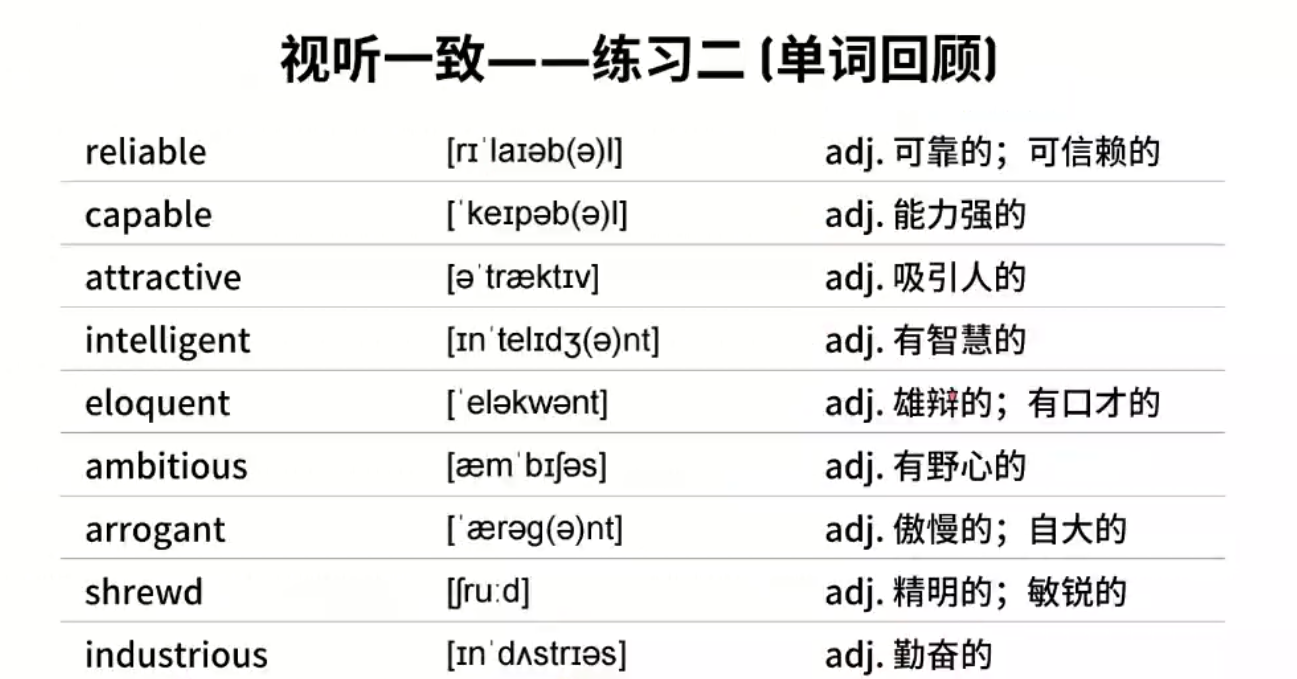 视听一致——练习二 (单词回顾)
reliable [rɪˈlaɪəb(ə)l] adj. 可靠的；可信赖的
capable [ˈkeɪpəb(ə)l] adj. 能力强的
attractive [əˈtræktɪv] adj. 吸引人的
intelligent [ɪnˈtelɪdʒ(ə)nt] adj. 有智慧的
eloquent [ˈeləkwənt] adj. 雄辩的；有口才的
ambitious [æmˈbɪʃəs] adj. 有野心的
arrogant [ˈærəɡ(ə)nt] adj. 傲慢的；自大的
shrewd [ʃruːd] adj. 精明的；敏锐的
industrious [ɪnˈdʌstrɪəs] adj. 勤奋的